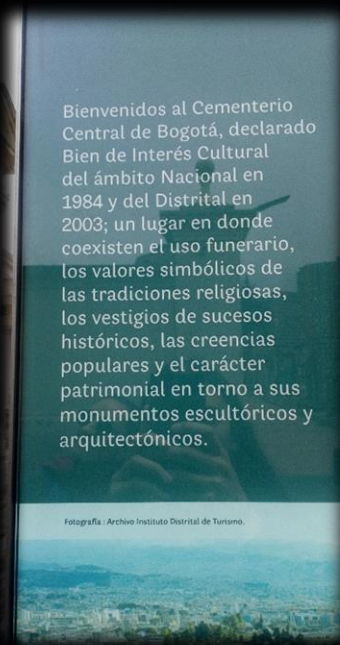 Bienvenidos al Cementerio
Central de Bogotá, declarado
Bien de Interés Cultural
del ámbito Nacional en
1984 y del Distrital en
2003; un lugar en donde
coexisten el uso funerario,
los valores simbólicos de
las tradiciones religiosas,
los vestigios de sucesos
históricos, las creencias
populares y el carácter
patrimonial en torno a sus
monumentos escultóricos y
arquitectónicos.
Fotografía : Archivo Instituto Distrital de Turismo.